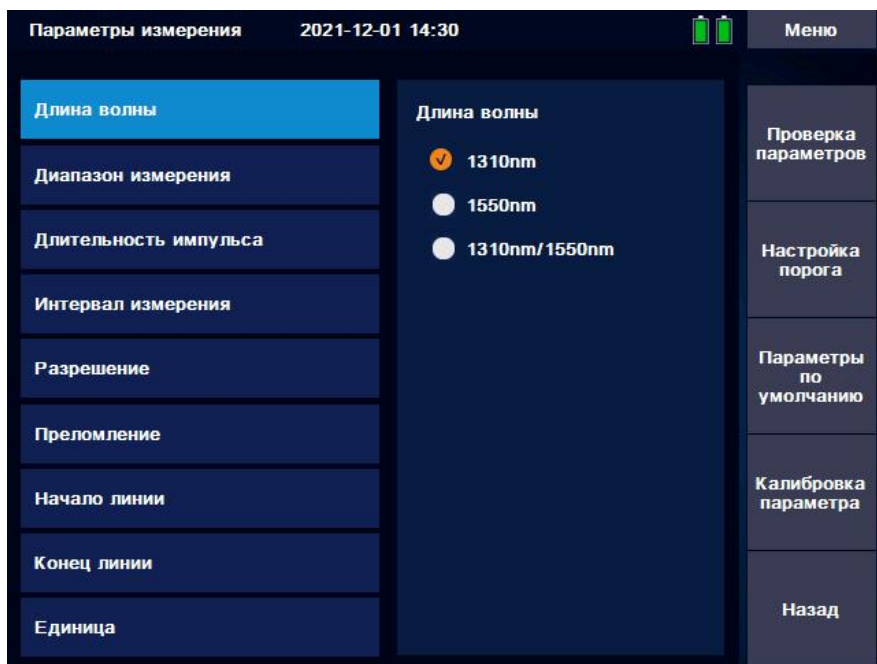 Параметры измерения 2021-12-01 14:30 Меню
Длина волны
Диапазон измерения
Длительность импульса
Интервал измерения
Разрешение
Преломление
Начало линии
Конец линии
Единица
Длина волны
1310nm
1550nm
1310nm/1550nm
Проверка
параметров
Настройка
порога
Параметры
по
умолчанию
Калибровка
параметра
Назад